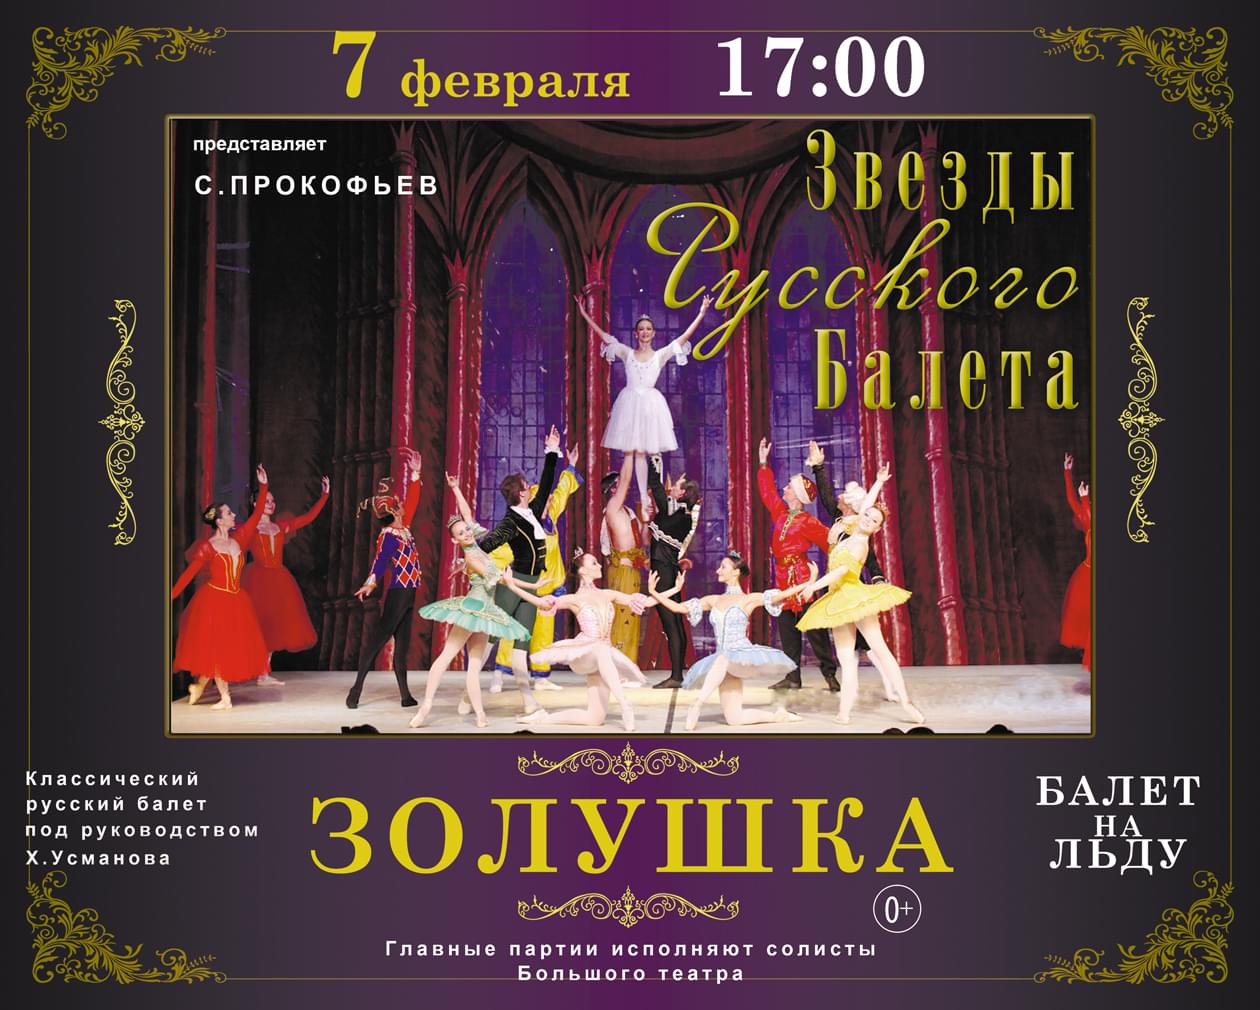 7 февраля 17:00
представляет
С.ПРОКОФЬЕВ
Звезды
Русского
Балета
Классический
русский балет
под руководством
Х.Усманова
ЗОЛУШКА
БАЛЕТ
НА
ЛЬДУ
0+
Главные партии исполняют солисты
Большого театра